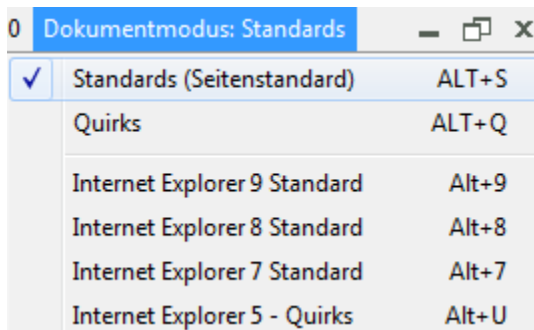 0 Dokumentmodus: Standards
Standards (Seitenstandard) ALT+S
Quirks ALT+Q
Internet Explorer 9 Standard Alt+9
Internet Explorer 8 Standard Alt+8
Internet Explorer 7 Standard Alt+7
Internet Explorer 5 - Quirks Alt+U